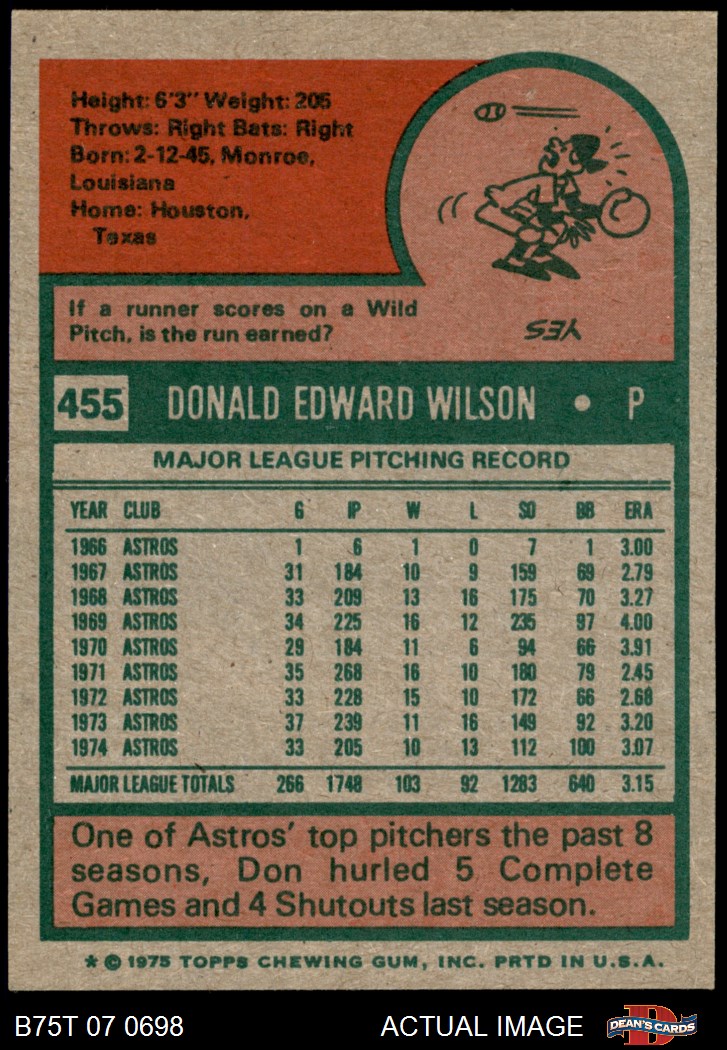 Height: 6'3" Weight: 205
Throws: Right Bats: Right
Born: 2-12-45, Monroe,
Louisiana
Home: Houston,
Texas
If a runner scores on a Wild
Pitch, is the run earned?
YES
455 DONALD EDWARD WILSON • P
MAJOR LEAGUE PITCHING RECORD
YEAR CLUB G IP W L SO BB ERA
1966 ASTROS 1 6 1 0 7 1 3.00
1967 ASTROS 31 184 10 9 159 69 2.79
1968 ASTROS 33 209 13 16 175 70 3.27
1969 ASTROS 34 225 16 12 235 97 4.00
1970 ASTROS 29 184 11 6 94 66 3.91
1971 ASTROS 35 268 16 10 180 79 2.45
1972 ASTROS 33 228 15 10 172 66 2.68
1973 ASTROS 37 239 11 16 149 92 3.20
1974 ASTROS 33 205 10 13 112 100 3.07
MAJOR LEAGUE TOTALS 266 1748 103 92 1283 640 3.15
One of Astros' top pitchers the past 8
seasons, Don hurled 5 Complete
Games and 4 Shutouts last season.
* © 1975 TOPPS CHEWING GUM, INC. PRTD IN U.S.A.
B75T 07 0698 ACTUAL IMAGE DEAN'S CARDS